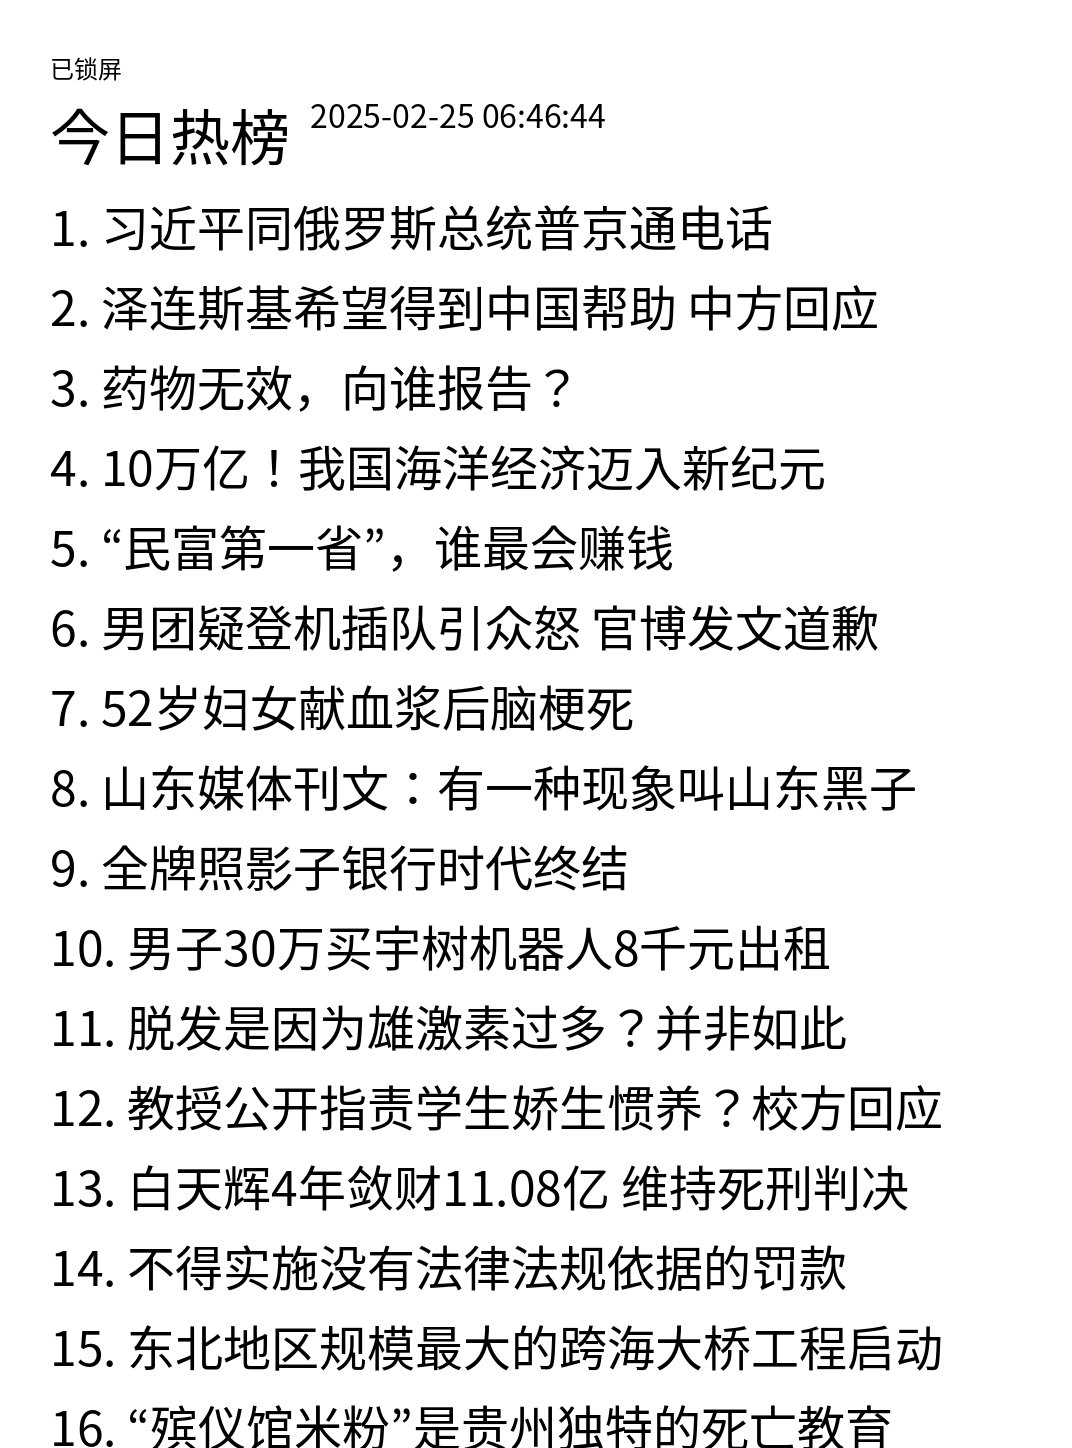 已锁屏
今日热榜 2025-02-25 06:46:44
1. 习近平同俄罗斯总统普京通电话
2. 泽连斯基希望得到中国帮助 中方回应
3. 药物无效，向谁报告？
4. 10万亿！我国海洋经济迈入新纪元
5. “民富第一省”，谁最会赚钱
6. 男团疑登机插队引众怒 官博发文道歉
7. 52岁妇女献血浆后脑梗死
8. 山东媒体刊文：有一种现象叫山东黑子
9. 全牌照影子银行时代终结
10. 男子30万买宇树机器人8千元出租
11. 脱发是因为雄激素过多？并非如此
12. 教授公开指责学生娇生惯养？校方回应
13. 白天辉4年敛财11.08亿 维持死刑判决
14. 不得实施没有法律法规依据的罚款
15. 东北地区规模最大的跨海大桥工程启动
16. “殡仪馆米粉”是贵州独特的死亡教育